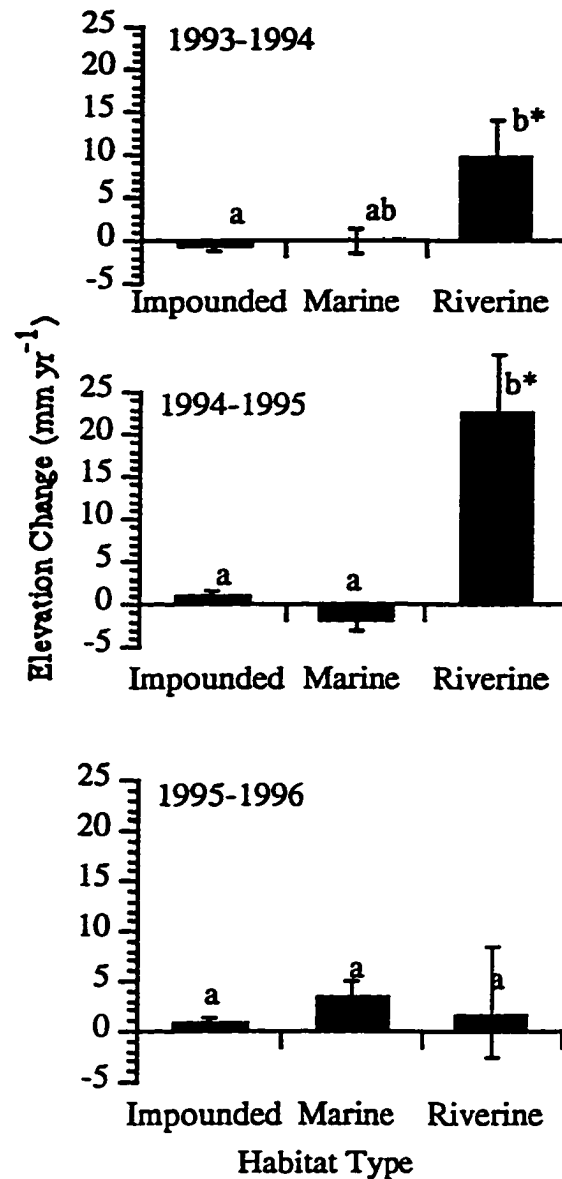 25
1993-1994
20
15
b*
10
5
a
ab
0
-5
Impounded Marine Riverine
Elevation Change (mm yr-1)
25
1994-1995
b*
20
15
10
5
a
a
0
-5
Impounded Marine Riverine
25
1995-1996
20
15
10
5
a
a
a
0
-5
Impounded Marine Riverine
Habitat Type